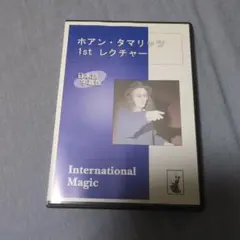 ホアン・タマリッツ
1st レクチャー
日本語
字幕版
International
Magic